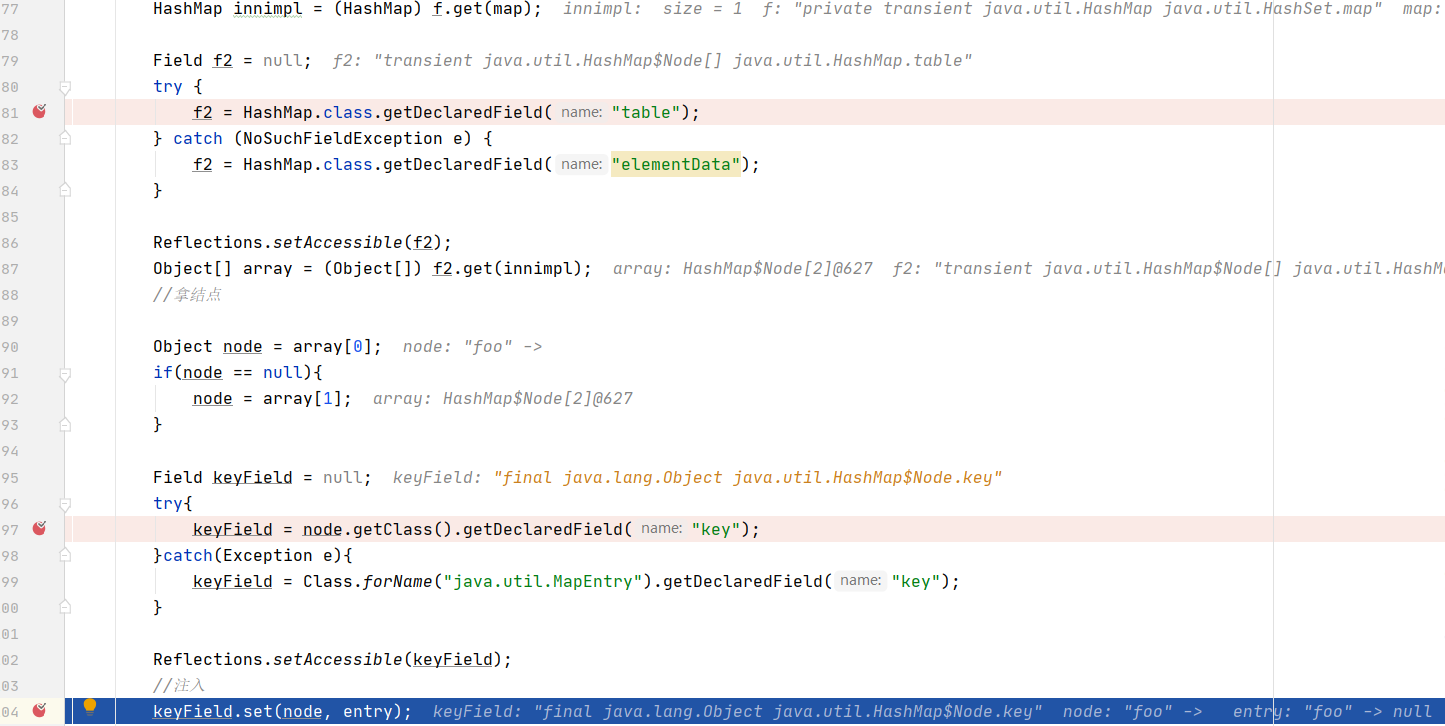 77 HashMap innimpl = (HashMap) f.get(map); innimpl: size = 1 f: "private transient java.util.HashMap java.util.HashSet.map" map:
78
79 Field f2 = null; f2: "transient java.util.HashMap$Node[] java.util.HashMap.table"
80 try {
81 f2 = HashMap.class.getDeclaredField( name: "table");
82 } catch (NoSuchFieldException e) {
83 f2 = HashMap.class.getDeclaredField( name: "elementData");
84 }
85
86 Reflections.setAccessible(f2);
87 Object[] array = (Object[]) f2.get(innimpl); array: HashMap$Node[2]@627 f2: "transient java.util.HashMap$Node[] java.util.HashM
88 //拿结点
89
90 Object node = array[0]; node: "foo" ->
91 if(node == null){
92 node = array[1]; array: HashMap$Node[2]@627
93 }
94
95 Field keyField = null; keyField: "final java.lang.Object java.util.HashMap$Node.key"
96 try{
97 keyField = node.getClass().getDeclaredField( name: "key");
98 }catch(Exception e){
99 keyField = Class.forName("java.util.MapEntry").getDeclaredField( name: "key");
00 }
01
02 Reflections.setAccessible(keyField);
03 //注入
04 keyField.set(node, entry); keyField: "final java.lang.Object java.util.HashMap$Node.key" node: "foo" -> entry: "foo" -> null